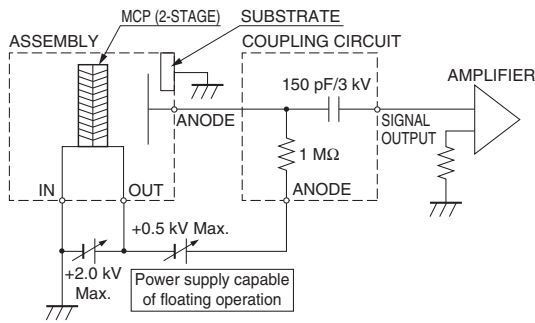 MCP (2-STAGE)
SUBSTRATE
ASSEMBLY
COUPLING CIRCUIT
150 pF/3 kV
AMPLIFIER
ANODE
SIGNAL
OUTPUT
1 MΩ
ANODE
IN
OUT
+0.5 kV Max.
+2.0 kV
Max.
Power supply capable
of floating operation